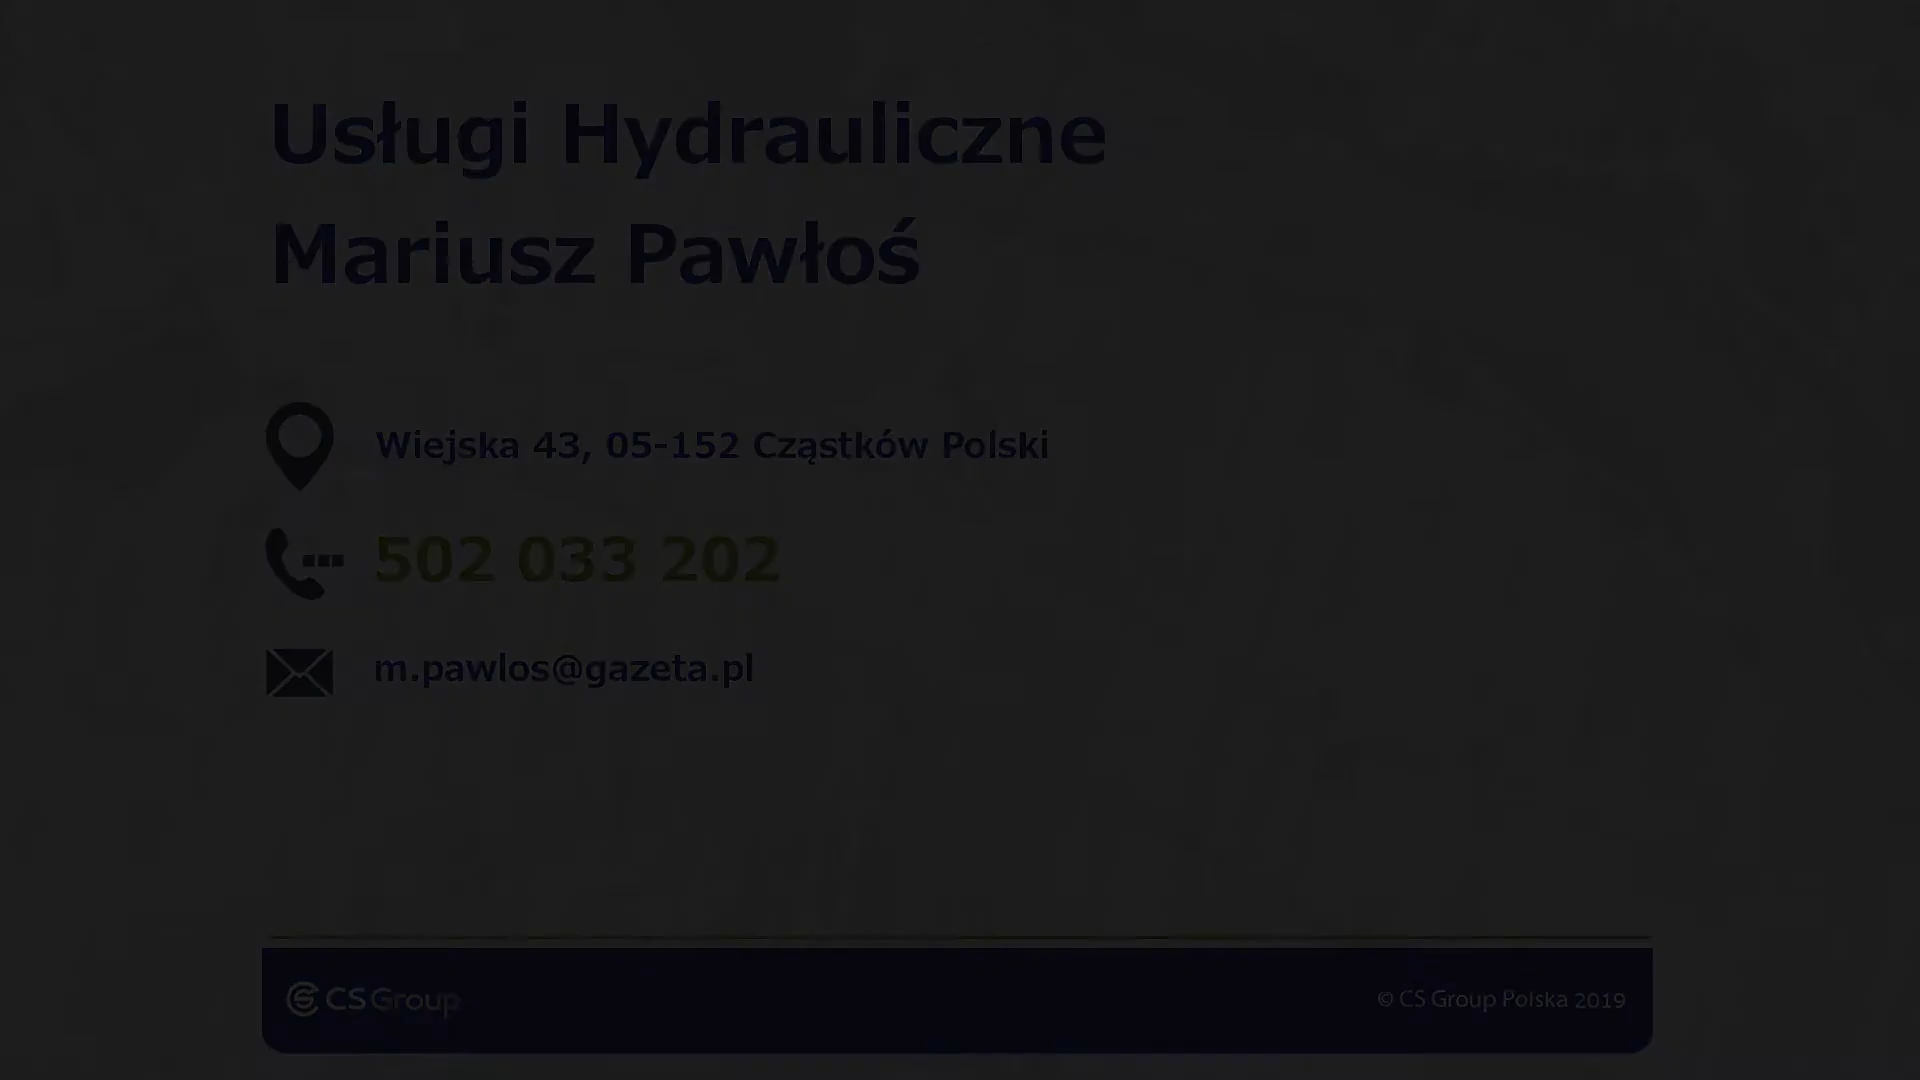 Usługi Hydrauliczne
Mariusz Pawłoś
Wiejska 43, 05-152 Cząstków Polski
502 033 202
m.pawlos@gazeta.pl
CS Group
© CS Group Polska 2019